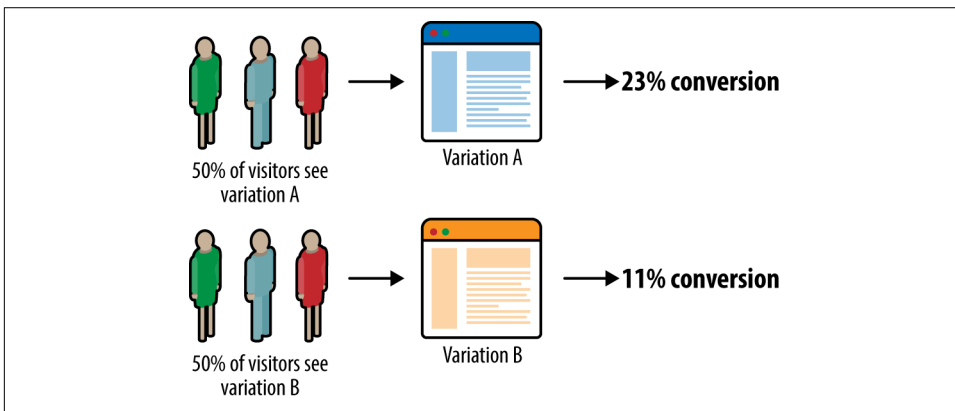 23% conversion
Variation A
50% of visitors see
variation A
11% conversion
Variation B
50% of visitors see
variation B